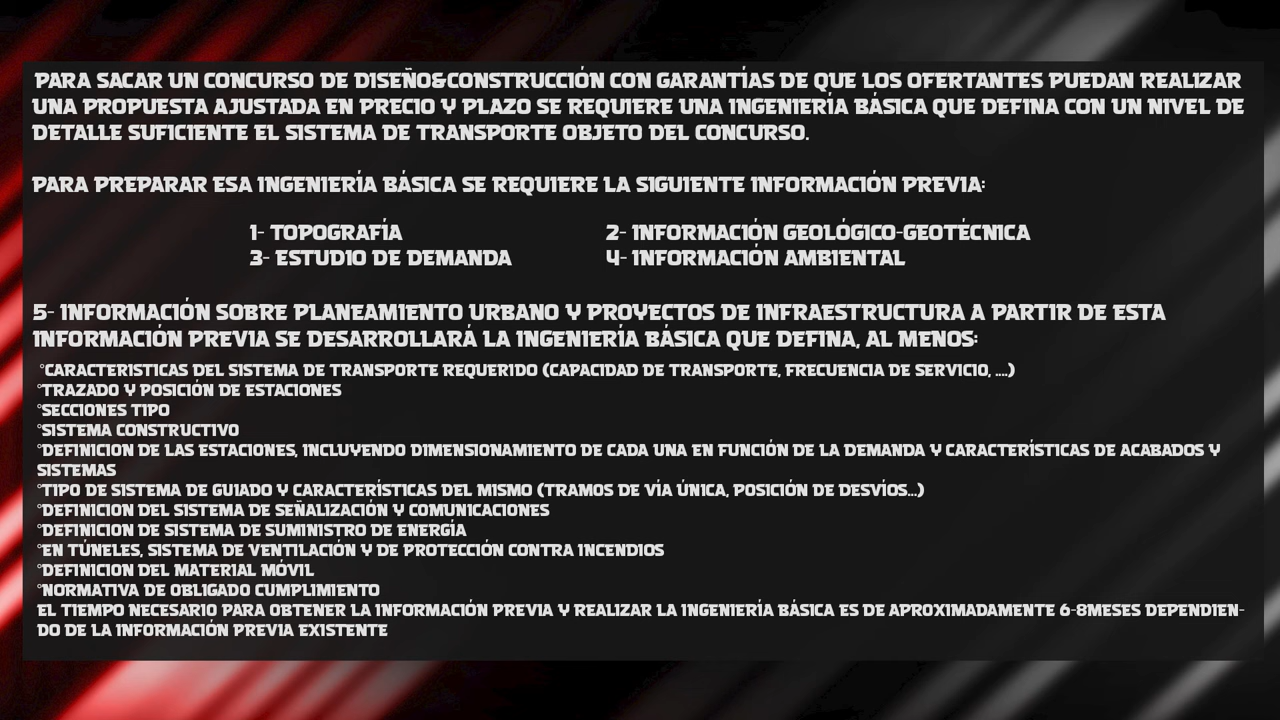 PARA SACAR UN CONCURSO DE DISEÑO&CONSTRUCCIÓN CON GARANTÍAS DE QUE LOS OFERTANTES PUEDAN REALIZAR
UNA PROPUESTA AJUSTADA EN PRECIO Y PLAZO SE REQUIERE UNA INGENIERÍA BÁSICA QUE DEFINA CON UN NIVEL DE
DETALLE SUFICIENTE EL SISTEMA DE TRANSPORTE OBJETO DEL CONCURSO.
PARA PREPARAR ESA INGENIERÍA BÁSICA SE REQUIERE LA SIGUIENTE INFORMACIÓN PREVIA:
1- TOPOGRAFÍA 2- INFORMACIÓN GEOLÓGICO-GEOTÉCNICA
3- ESTUDIO DE DEMANDA 4- INFORMACIÓN AMBIENTAL
5- INFORMACIÓN SOBRE PLANEAMIENTO URBANO Y PROYECTOS DE INFRAESTRUCTURA A PARTIR DE ESTA
INFORMACIÓN PREVIA SE DESARROLLARÁ LA INGENIERÍA BÁSICA QUE DEFINA, AL MENOS:
°CARACTERISTICAS DEL SISTEMA DE TRANSPORTE REQUERIDO (CAPACIDAD DE TRANSPORTE, FRECUENCIA DE SERVICIO, ....)
°TRAZADO Y POSICIÓN DE ESTACIONES
°SECCIONES TIPO
°SISTEMA CONSTRUCTIVO
°DEFINICION DE LAS ESTACIONES, INCLUYENDO DIMENSIONAMIENTO DE CADA UNA EN FUNCIÓN DE LA DEMANDA Y CARACTERÍSTICAS DE ACABADOS Y
SISTEMAS
°TIPO DE SISTEMA DE GUIADO Y CARACTERÍSTICAS DEL MISMO (TRAMOS DE VÍA ÚNICA, POSICIÓN DE DESVÍOS...)
°DEFINICION DEL SISTEMA DE SEÑALIZACIÓN Y COMUNICACIONES
°DEFINICION DE SISTEMA DE SUMINISTRO DE ENERGÍA
°EN TÚNELES, SISTEMA DE VENTILACIÓN Y DE PROTECCIÓN CONTRA INCENDIOS
°DEFINICION DEL MATERIAL MÓVIL
°NORMATIVA DE OBLIGADO CUMPLIMIENTO
EL TIEMPO NECESARIO PARA OBTENER LA INFORMACIÓN PREVIA Y REALIZAR LA INGENIERÍA BÁSICA ES DE APROXIMADAMENTE 6-8MESES DEPENDIEN-
DO DE LA INFORMACIÓN PREVIA EXISTENTE